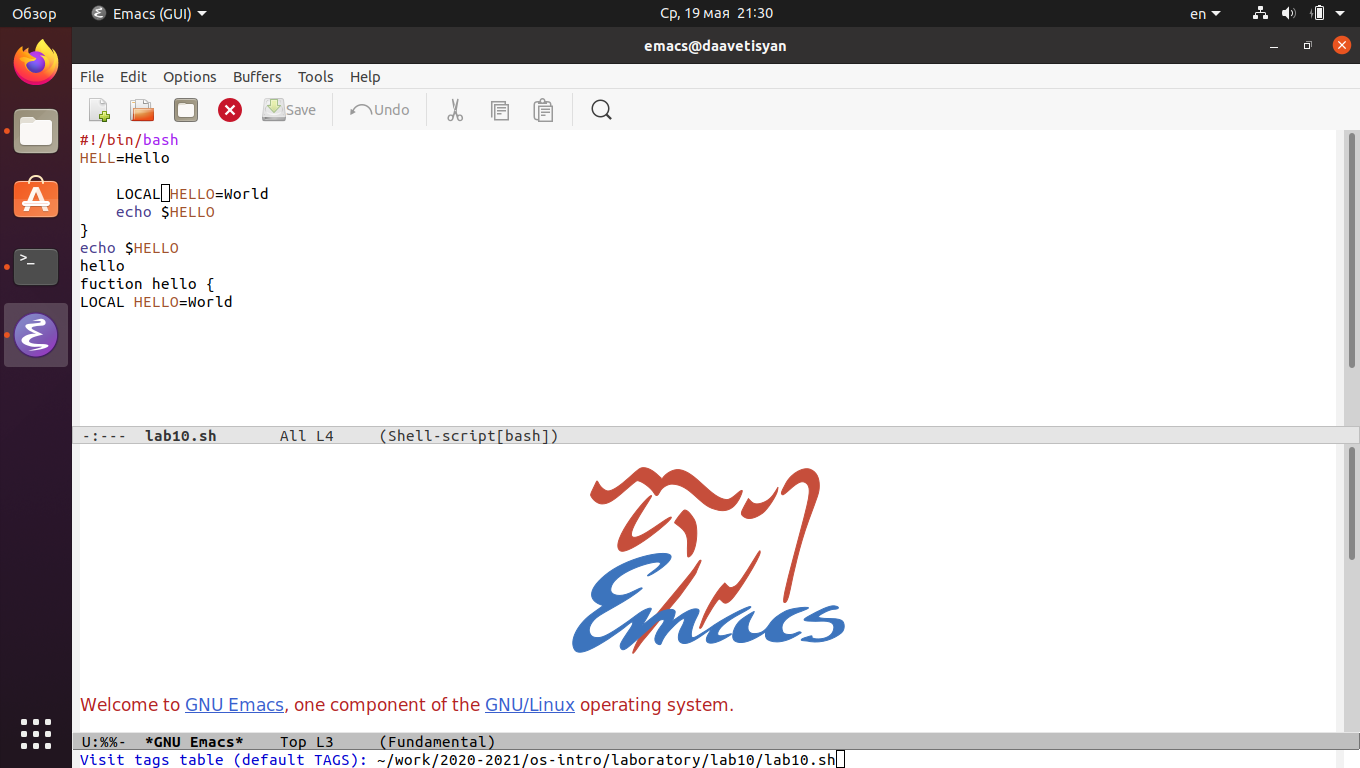 Обзор Emacs (GUI) Ср, 19 мая 21:30 en
emacs@daavetisyan
File Edit Options Buffers Tools Help
Save Undo
#!/bin/bash
HELL=Hello
LOCAL HELLO=World
echo $HELLO
}
echo $HELLO
hello
fuction hello {
LOCAL HELLO=World
-:--- lab10.sh All L4 (Shell-script[bash])
Emacs
Welcome to GNU Emacs, one component of the GNU/Linux operating system.
U:%%- *GNU Emacs* Top L3 (Fundamental)
Visit tags table (default TAGS): ~/work/2020-2021/os-intro/laboratory/lab10/lab10.sh